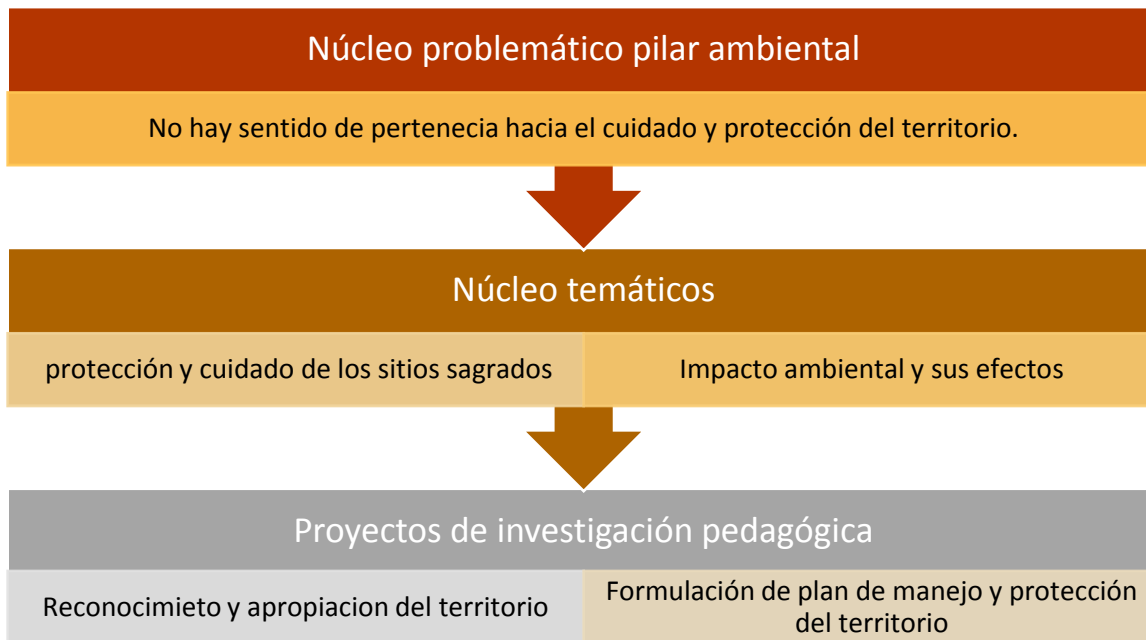 Núcleo problemático pilar ambiental
No hay sentido de pertenecia hacia el cuidado y protección del territorio.
Núcleo temáticos
protección y cuidado de los sitios sagrados
Impacto ambiental y sus efectos
Proyectos de investigación pedagógica
Reconocimieto y apropiacion del territorio
Formulación de plan de manejo y protección
del territorio